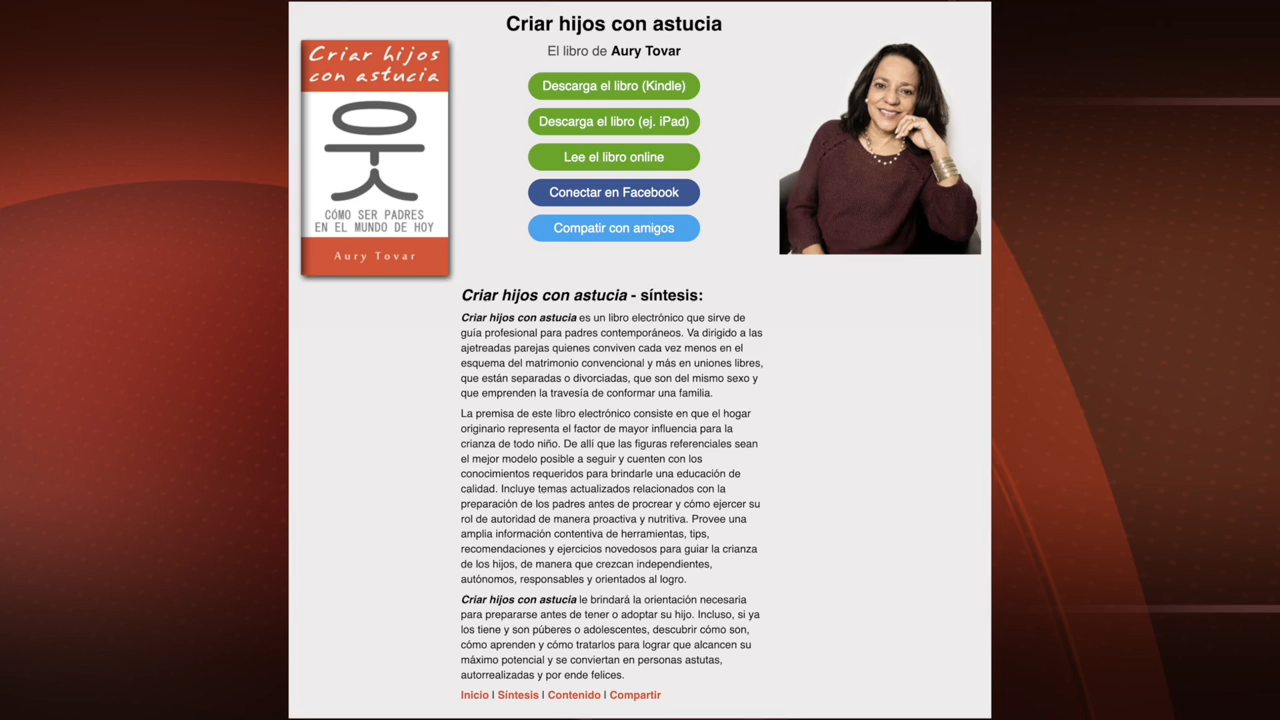 Criar hijos con astucia
El libro de Aury Tovar
Criar hijos
con astucia
CÓMO SER PADRES
EN EL MUNDO DE HOY
Aury Tovar
Descarga el libro (Kindle)
Descarga el libro (ej. iPad)
Lee el libro online
Conectar en Facebook
Compatir con amigos
Criar hijos con astucia - síntesis:
Criar hijos con astucia es un libro electrónico que sirve de
guía profesional para padres contemporáneos. Va dirigido a las
ajetreadas parejas quienes conviven cada vez menos en el
esquema del matrimonio convencional y más en uniones libres,
que están separadas o divorciadas, que son del mismo sexo y
que emprenden la travesía de conformar una familia.
La premisa de este libro electrónico consiste en que el hogar
originario representa el factor de mayor influencia para la
crianza de todo niño. De allí que las figuras referenciales sean
el mejor modelo posible a seguir y cuenten con los
conocimientos requeridos para brindarle una educación de
calidad. Incluye temas actualizados relacionados con la
preparación de los padres antes de procrear y cómo ejercer su
rol de autoridad de manera proactiva y nutritiva. Provee una
amplia información contentiva de herramientas, tips,
recomendaciones y ejercicios novedosos para guiar la crianza
de los hijos, de manera que crezcan independientes,
autónomos, responsables y orientados al logro.
Criar hijos con astucia le brindará la orientación necesaria
para prepararse antes de tener o adoptar su hijo. Incluso, si ya
los tiene y son púberes o adolescentes, descubrir cómo son,
cómo aprenden y cómo tratarlos para lograr que alcancen su
máximo potencial y se conviertan en personas astutas,
autorrealizadas y por ende felices.
Inicio | Síntesis | Contenido | Compartir